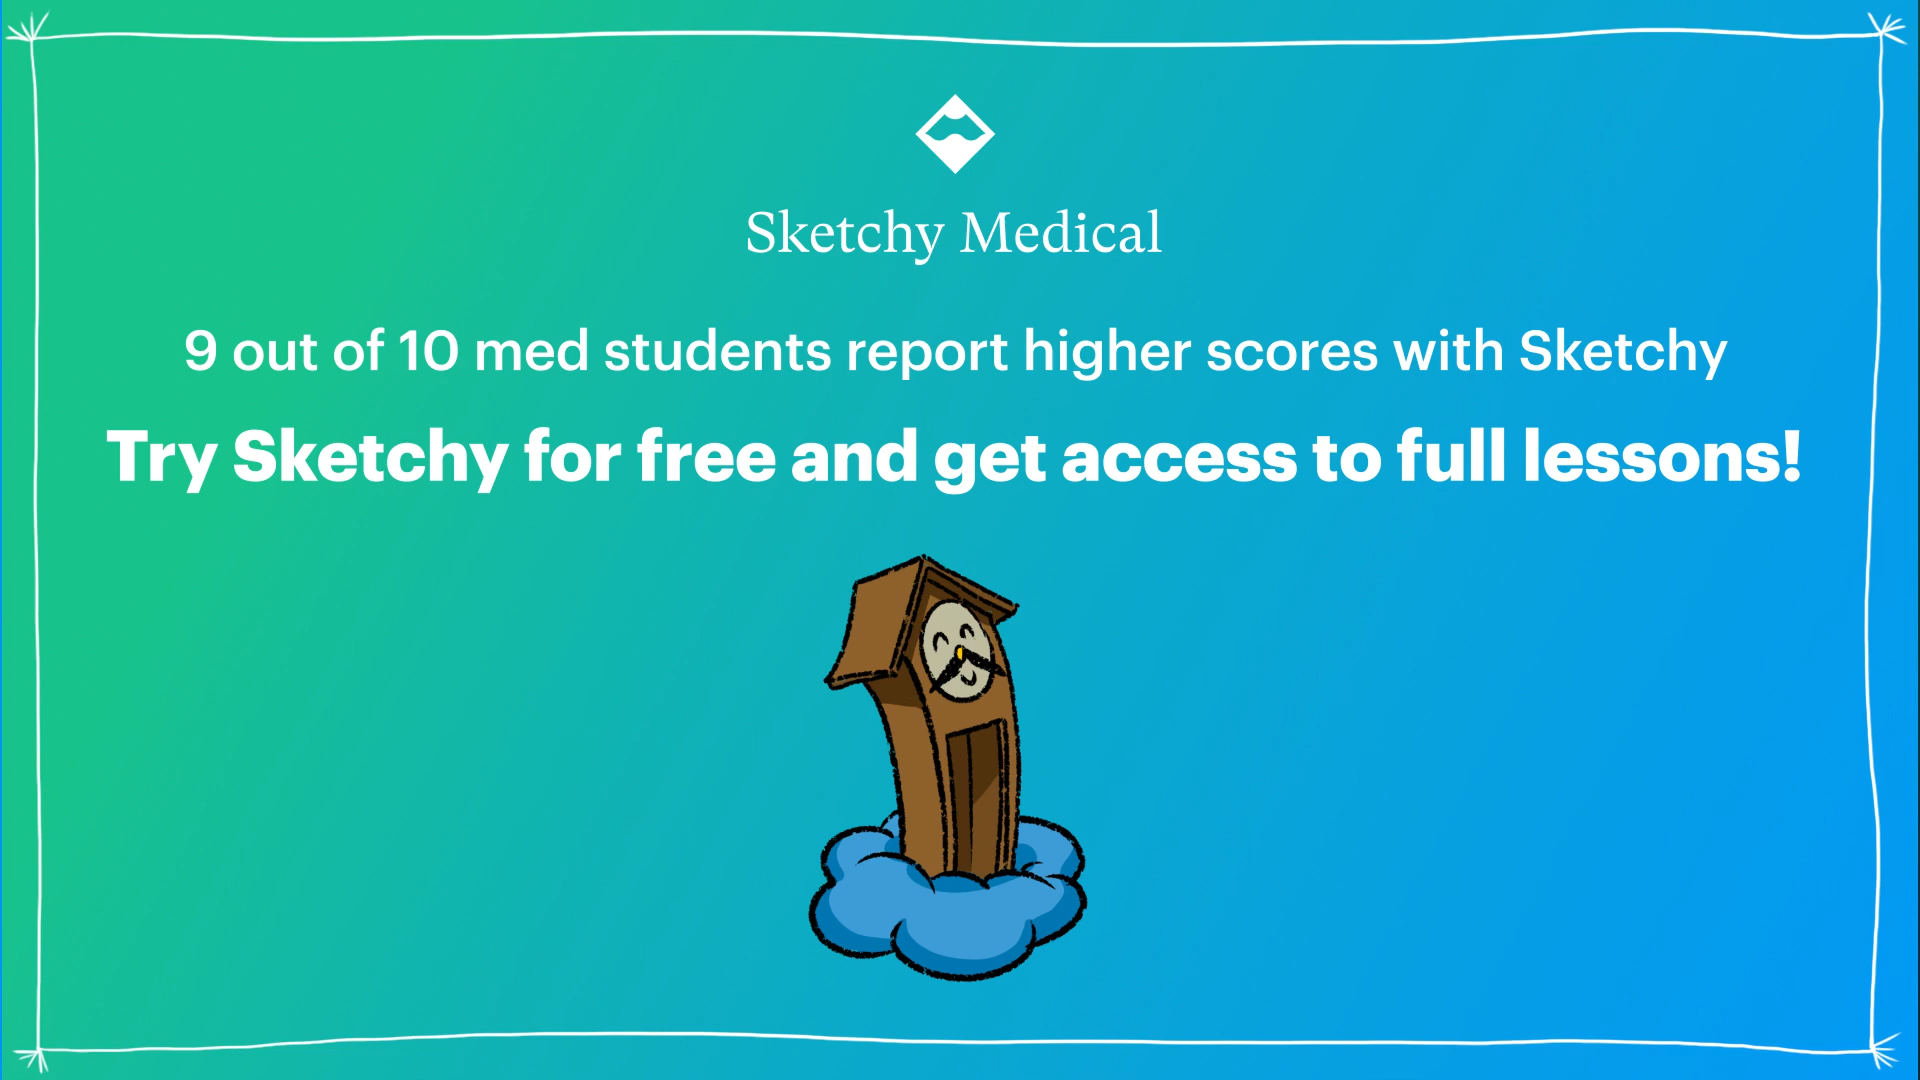 Sketchy Medical
9 out of 10 med students report higher scores with Sketchy
Try Sketchy for free and get access to full lessons!